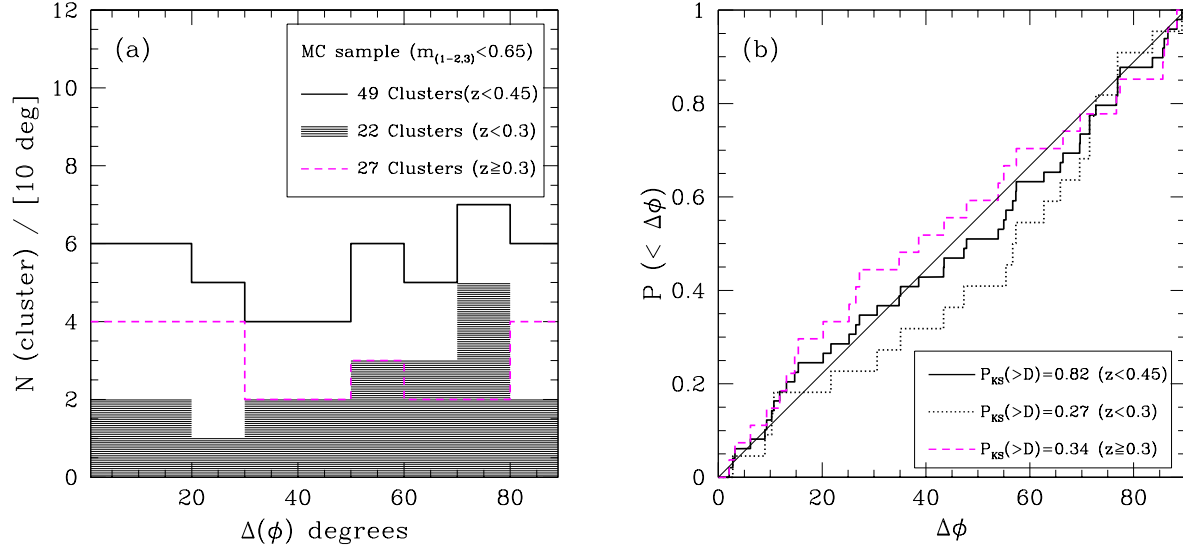 (a)
MC sample (m(1-2,3)<0.65)
49 Clusters(z<0.45)
22 Clusters (z<0.3)
27 Clusters (z≧0.3)
N (cluster) / [10 deg]
12
10
8
6
4
2
0
20 40 60 80
Δ(ϕ) degrees
(b)
P (< Δϕ)
1
0.8
0.6
0.4
0.2
0
PKS(>D)=0.82 (z<0.45)
PKS(>D)=0.27 (z<0.3)
PKS(>D)=0.34 (z≧0.3)
0 20 40 60 80
Δϕ